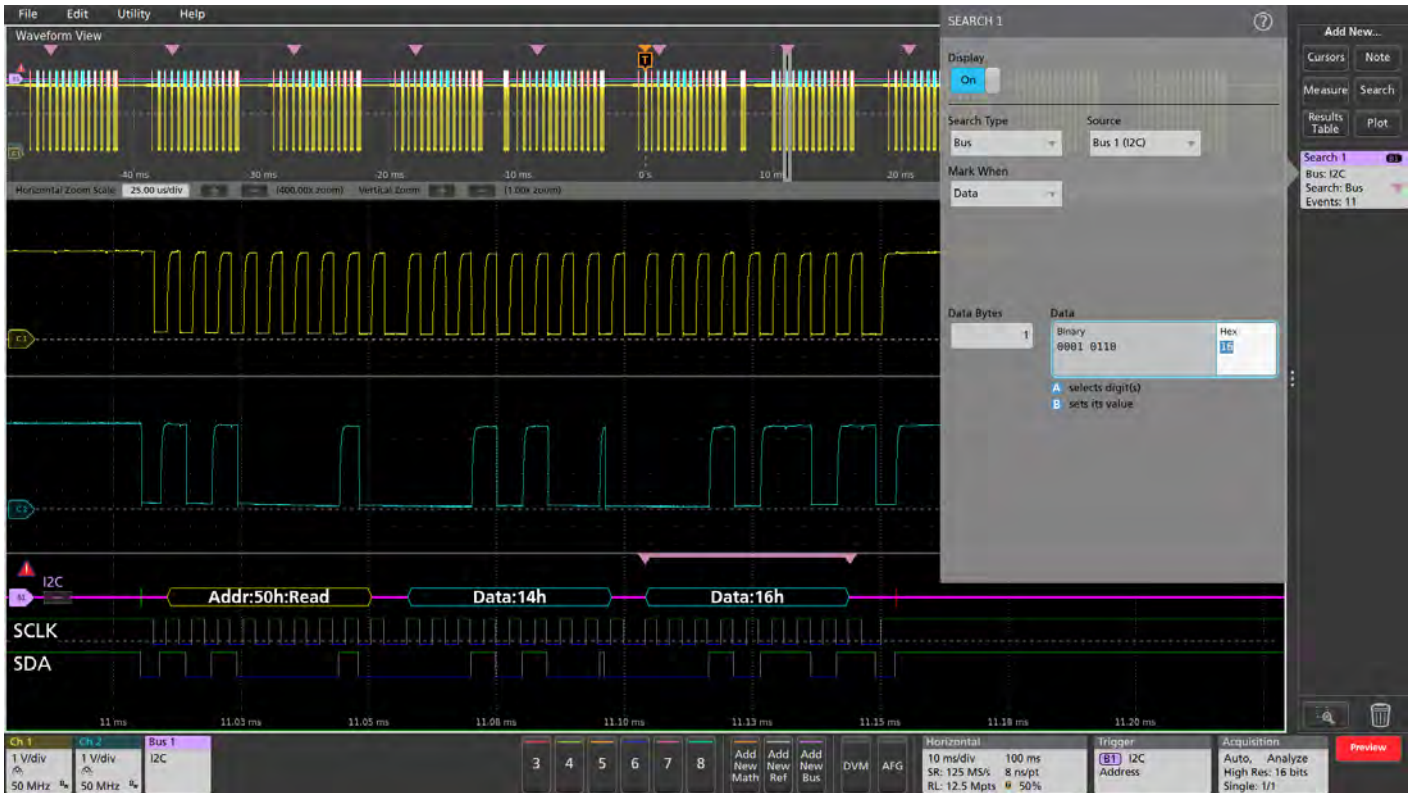 File Edit Utility Help
Waveform View
SEARCH 1
?
Add New...
Display
Cursors Note
On
Measure Search
Search Type Source
Results Table Plot
Bus Bus 1 (I2C)
Search 1 B1
Mark When
Bus: I2C
Data
Search: Bus
Events: 11
T
-40 ms -30 ms -20 ms -10 ms 0 s 10 ms 20 ms
Horizontal Zoom Scale 25.00 us/div (400.00x zoom) Vertical Zoom (1.00x zoom)
Data Bytes Data
1 Binary Hex
0001 0110 16
C1
A selects digit(s)
B sets its value
C2
I2C
B1
Addr:50h:Read Data:14h Data:16h
SCLK
SDA
11 ms 11.03 ms 11.05 ms 11.08 ms 11.10 ms 11.13 ms 11.15 ms 11.18 ms 11.20 ms
Ch 1 Ch 2 Bus 1
1 V/div 1 V/div I2C
50 MHz 50 MHz
3 4 5 6 7 8
Add New Math
Add New Ref
Add New Bus
DVM AFG
Horizontal
10 ms/div 100 ms
SR: 125 MS/s 8 ns/pt
RL: 12.5 Mpts 50%
Trigger
B1 I2C
Address
Acquisition
Auto, Analyze
High Res: 16 bits
Single: 1/1
Preview